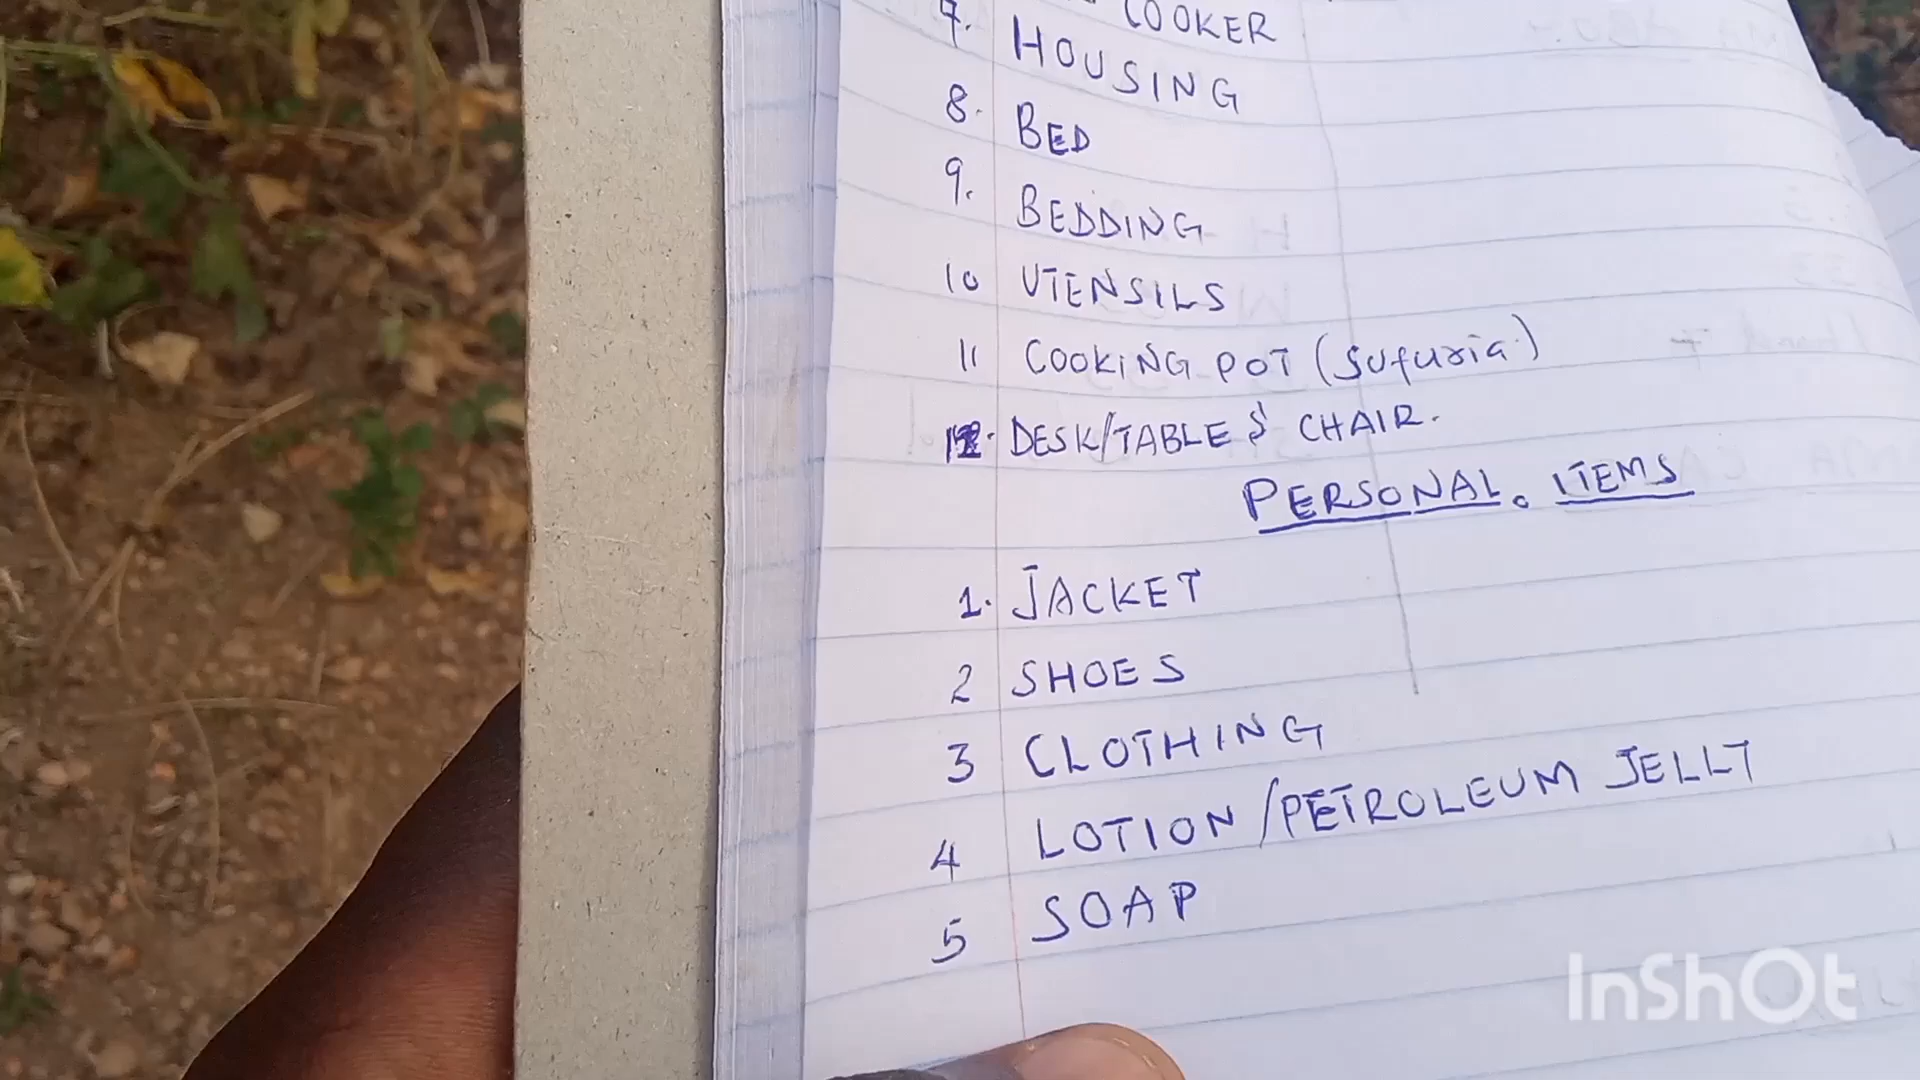 COOKER
7. HOUSING
8. BED
9. BEDDING
10 UTENSILS
11 COOKING POT (Sufuria)
12. DESK/TABLE & CHAIR.
PERSONAL. ITEMS
1. JACKET
2 SHOES
3 CLOTHING
4 LOTION/PETROLEUM JELLY
5 SOAP
InShOt